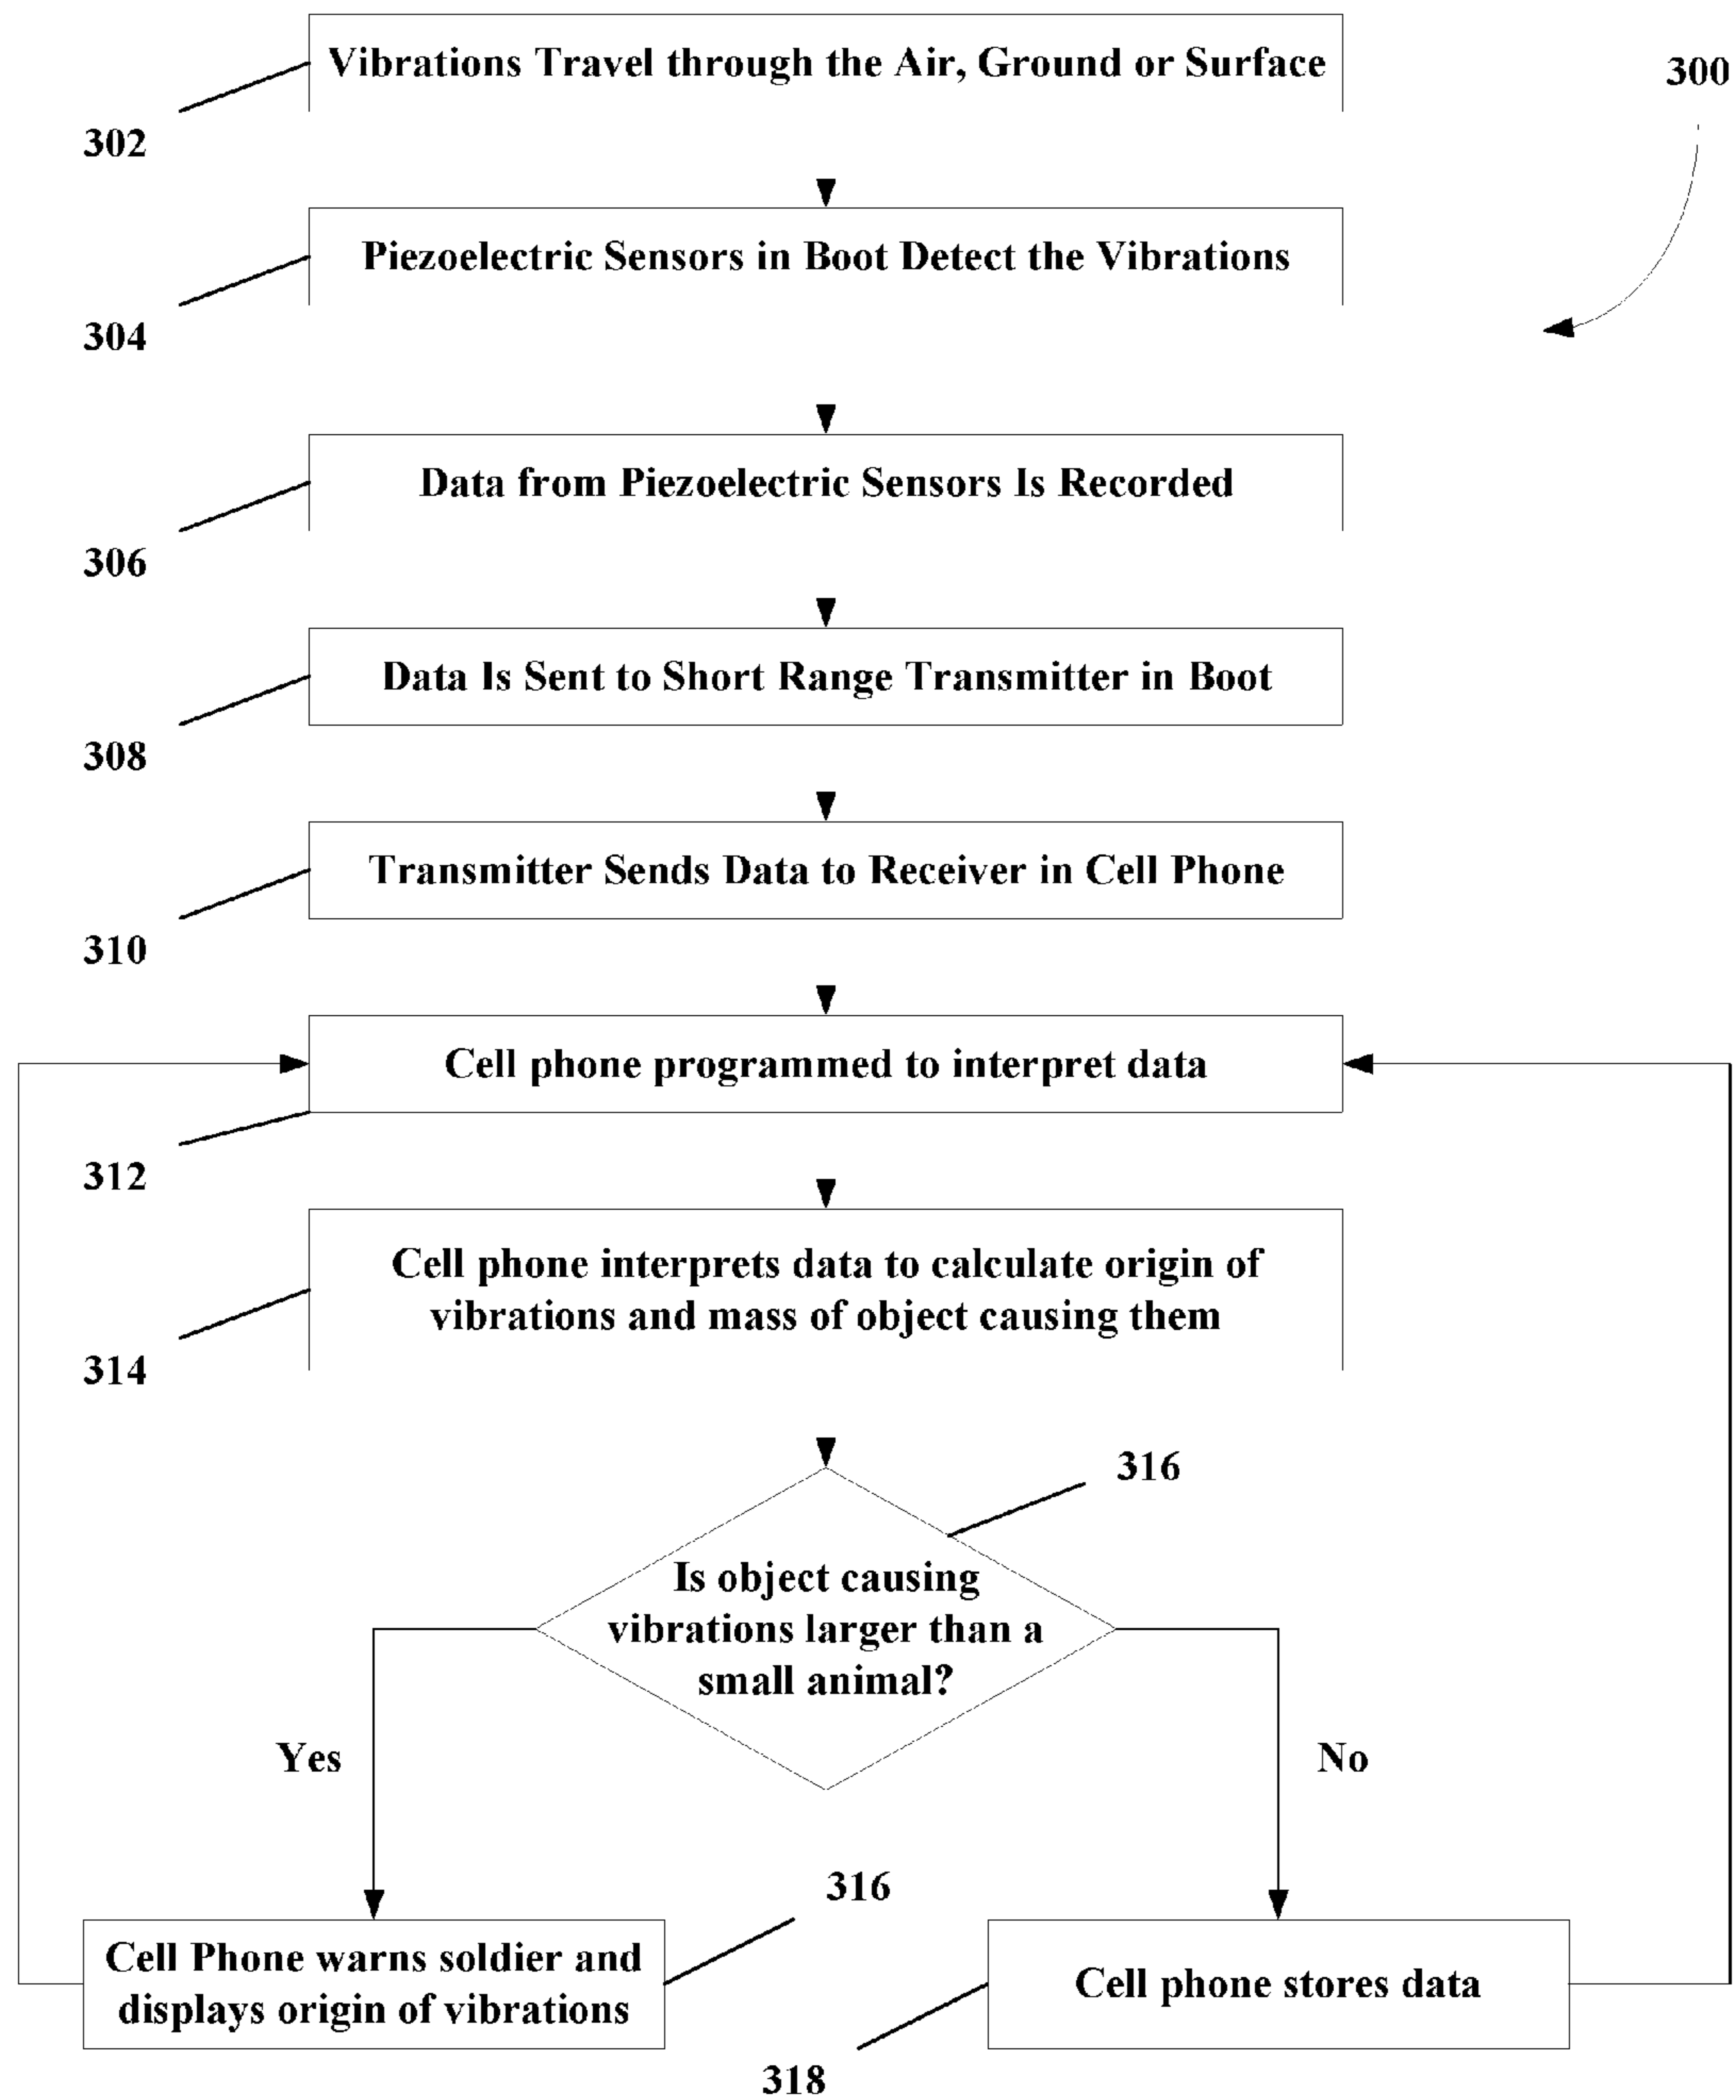 Vibrations Travel through the Air, Ground or Surface
300
302
Piezoelectric Sensors in Boot Detect the Vibrations
304
Data from Piezoelectric Sensors Is Recorded
306
Data Is Sent to Short Range Transmitter in Boot
308
Transmitter Sends Data to Receiver in Cell Phone
310
Cell phone programmed to interpret data
312
Cell phone interprets data to calculate origin of
vibrations and mass of object causing them
314
316
Is object causing
vibrations larger than a
small animal?
Yes
No
316
Cell Phone warns soldier and
displays origin of vibrations
Cell phone stores data
318